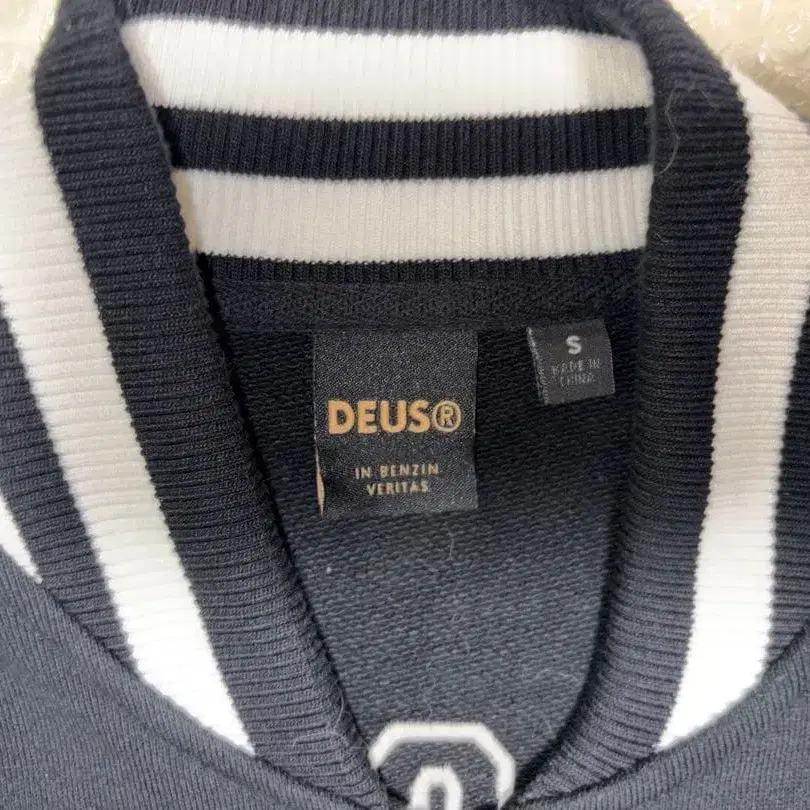 DEUS®
IN BENZIN
VERITAS
S
MADE IN
CHINA